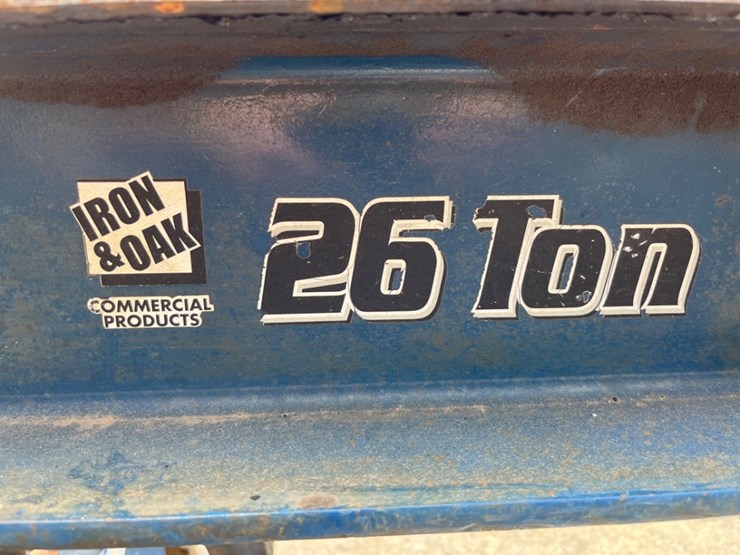 IRON
& OAK
COMMERCIAL
PRODUCTS
26 Ton